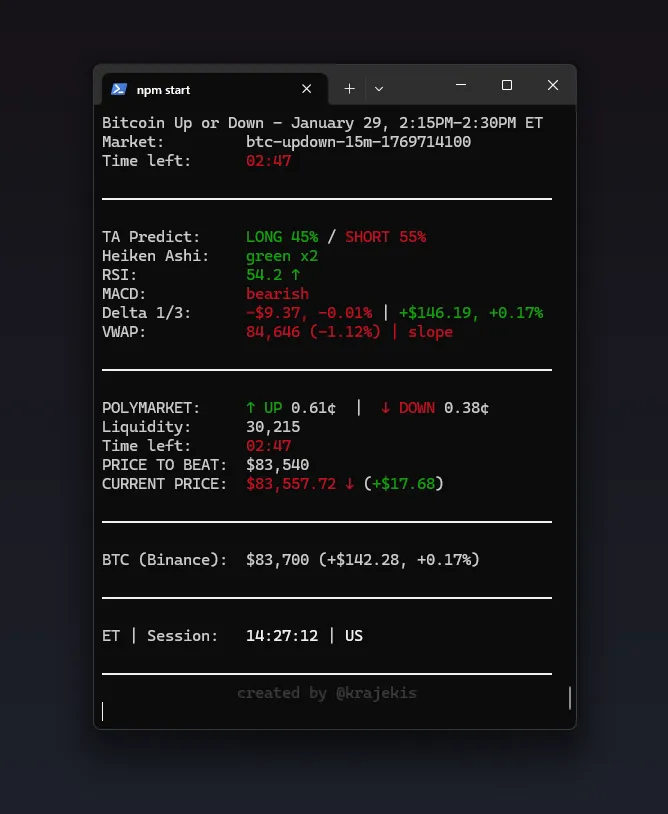 npm start
Bitcoin Up or Down - January 29, 2:15PM-2:30PM ET
Market: btc-updown-15m-1769714100
Time left: 02:47
TA Predict: LONG 45% / SHORT 55%
Heiken Ashi: green x2
RSI: 54.2 ↑
MACD: bearish
Delta 1/3: -$9.37, -0.01% | +$146.19, +0.17%
VWAP: 84,646 (-1.12%) | slope
POLYMARKET: ↑ UP 0.61¢ | ↓ DOWN 0.38¢
Liquidity: 30,215
Time left: 02:47
PRICE TO BEAT: $83,540
CURRENT PRICE: $83,557.72 ↓ (+$17.68)
BTC (Binance): $83,700 (+$142.28, +0.17%)
ET | Session: 14:27:12 | US
created by @krajekis